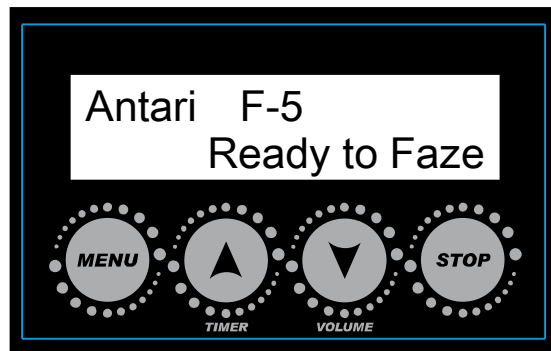 Antari F-5
Ready to Faze
MENU
STOP
TIMER
VOLUME